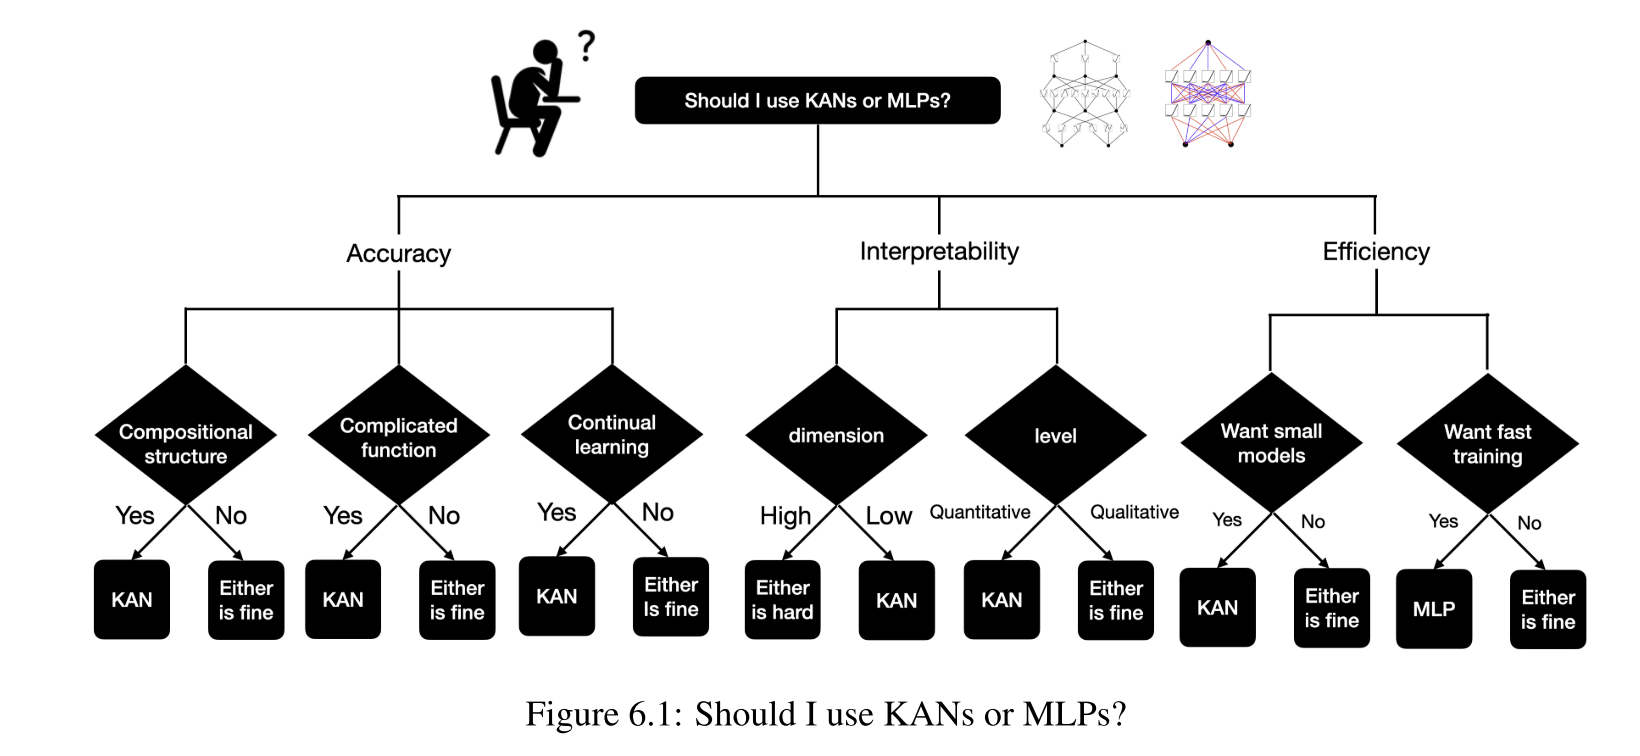 ?
Should I use KANs or MLPs?
Accuracy
Interpretability
Efficiency
Compositional
structure
Complicated
function
Continual
learning
dimension
level
Want small
models
Want fast
training
Yes
No
Yes
No
Yes
No
High
Low
Quantitative
Qualitative
Yes
No
Yes
No
KAN
Either
is fine
KAN
Either
is fine
KAN
Either
Is fine
Either
is hard
KAN
KAN
Either
is fine
KAN
Either
is fine
MLP
Either
is fine
Figure 6.1: Should I use KANs or MLPs?